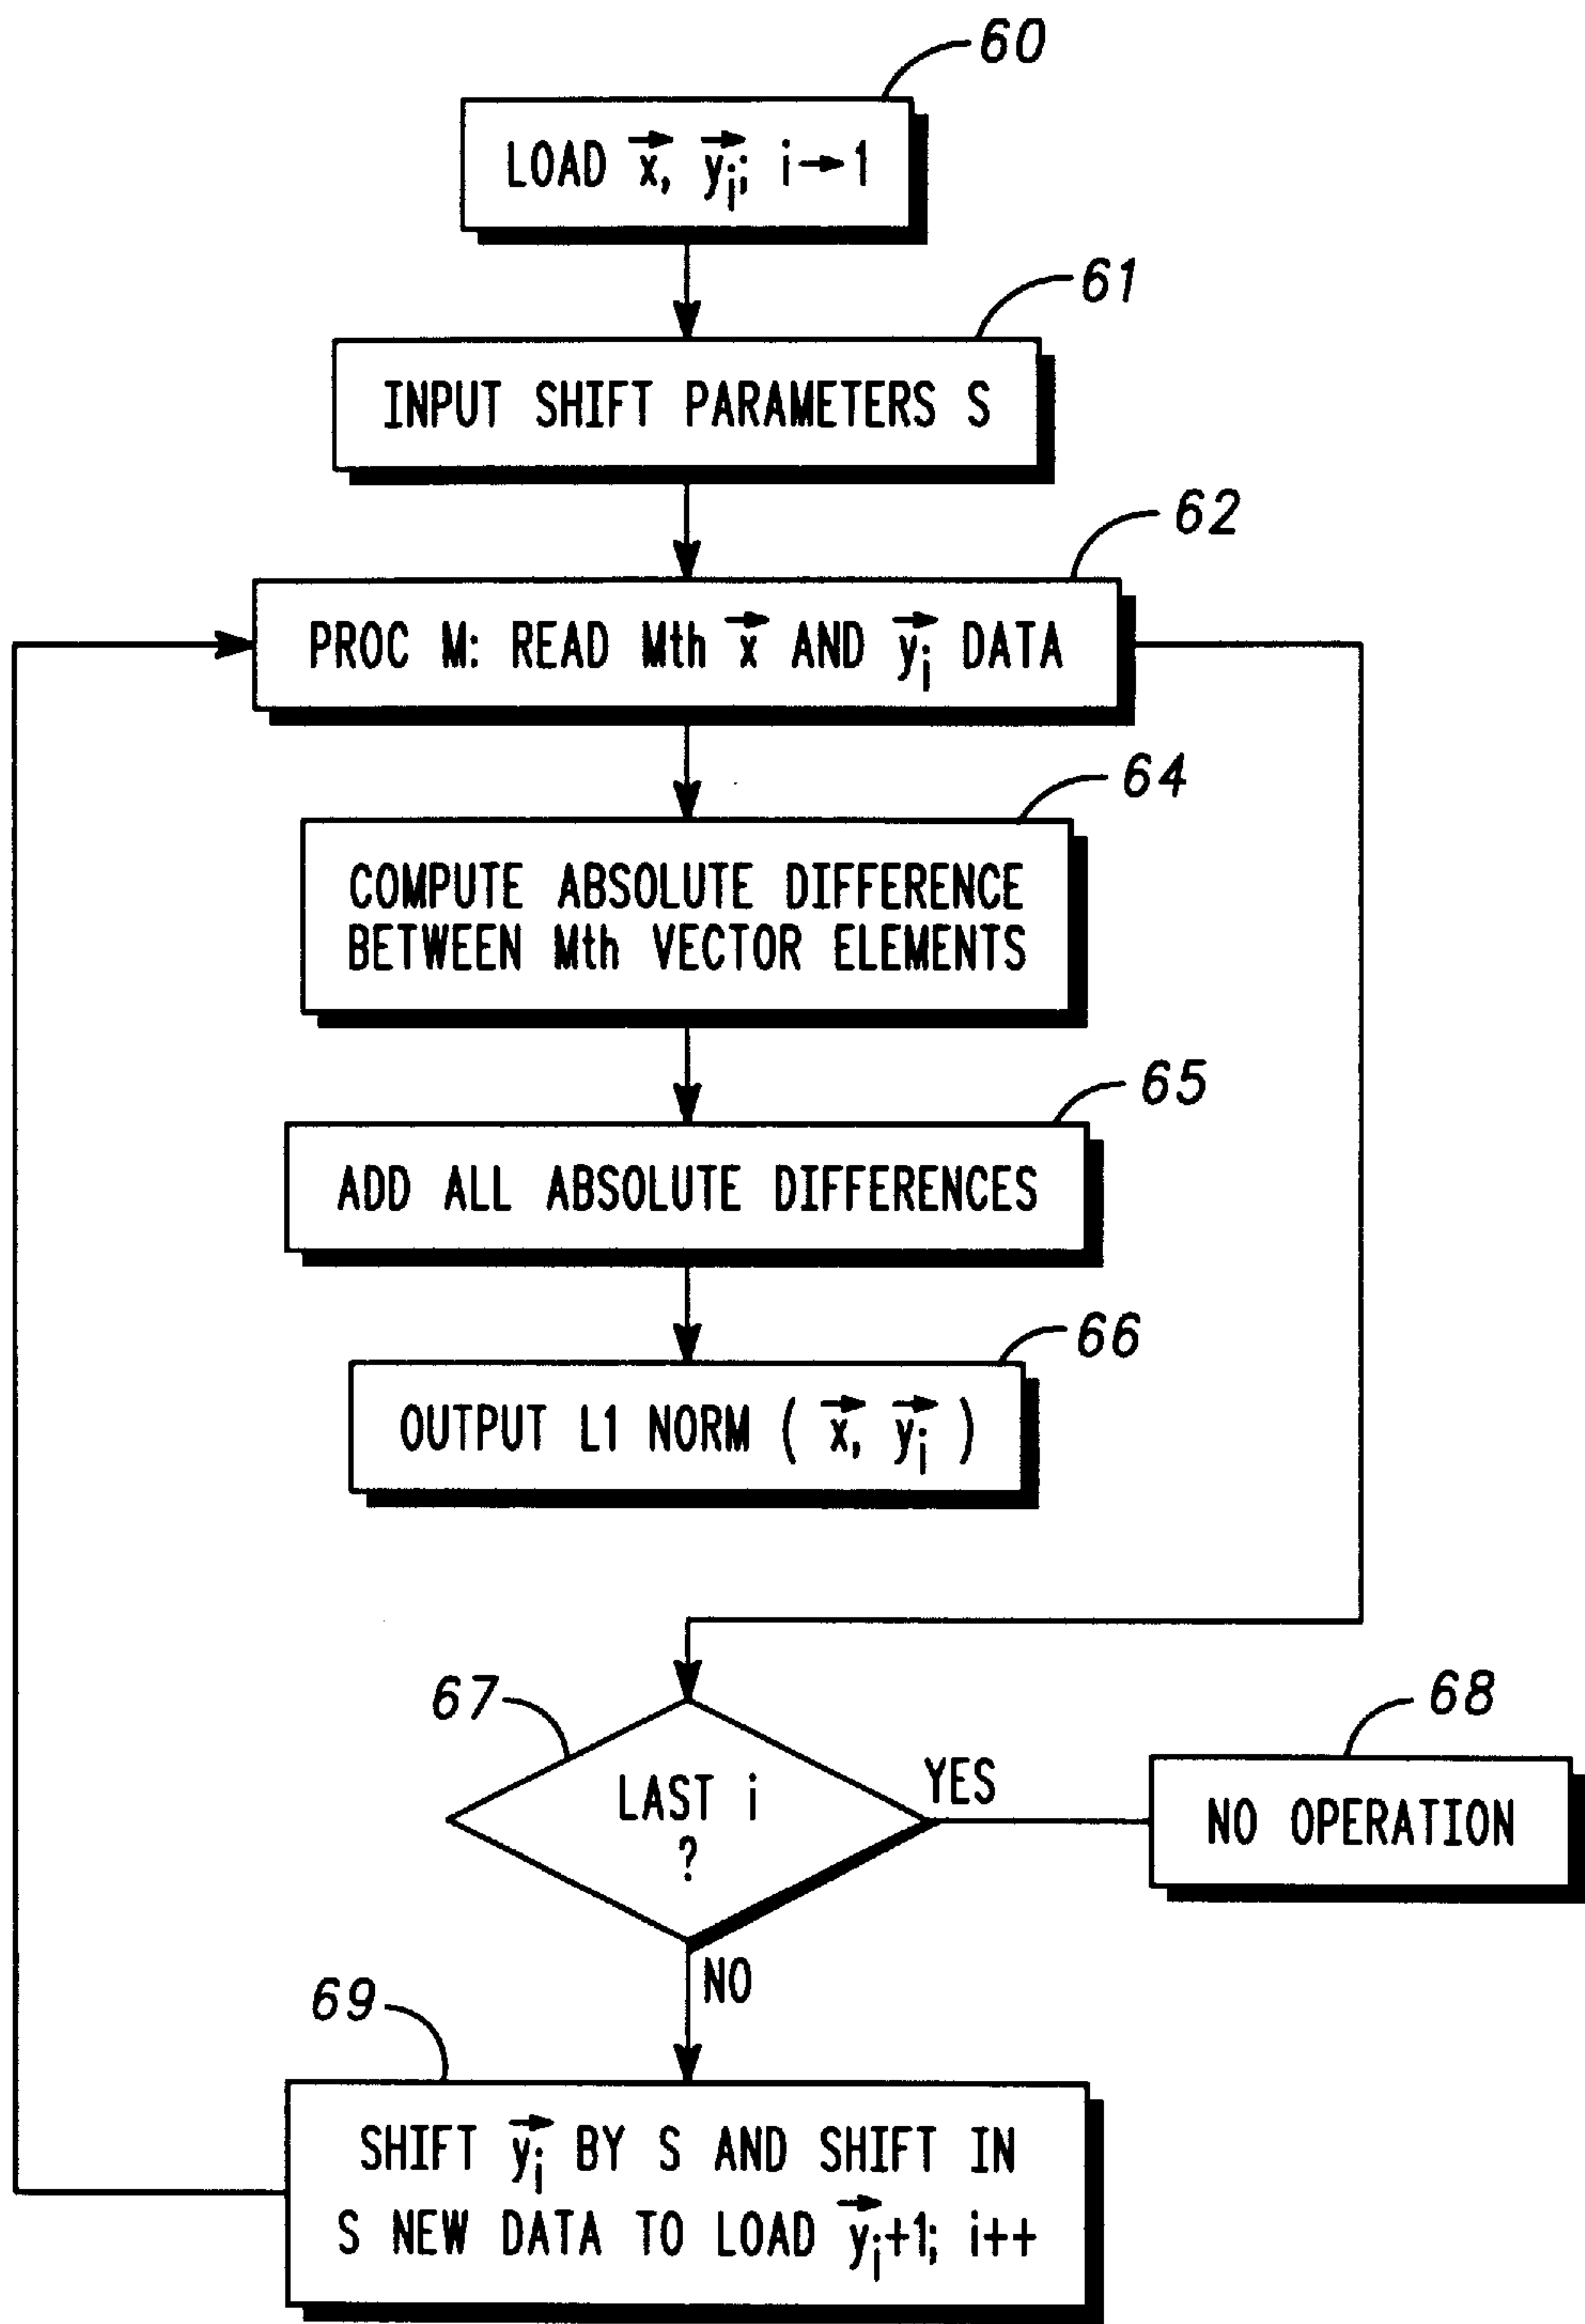 60
LOAD x⃗, y⃗ᵢ; i→1
61
INPUT SHIFT PARAMETERS S
62
PROC M: READ Mth x⃗ AND y⃗ᵢ DATA
64
COMPUTE ABSOLUTE DIFFERENCE
BETWEEN Mth VECTOR ELEMENTS
65
ADD ALL ABSOLUTE DIFFERENCES
66
OUTPUT L1 NORM ( x⃗, y⃗ᵢ )
67
LAST i
?
YES
68
NO OPERATION
NO
69
SHIFT y⃗ᵢ BY S AND SHIFT IN
S NEW DATA TO LOAD y⃗ᵢ+1; i++